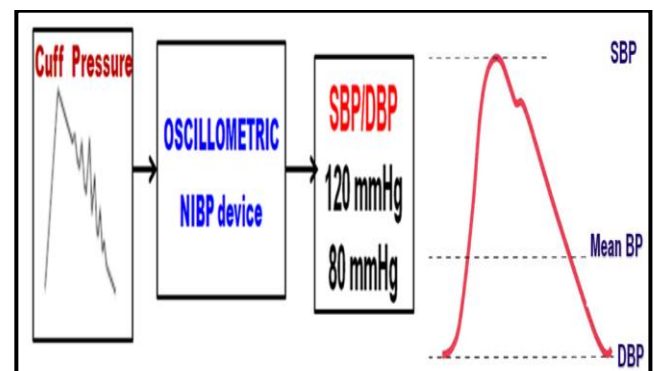 Cuff Pressure
OSCILLOMETRIC
NIBP device
SBP/DBP
120 mmHg
80 mmHg
SBP
Mean BP
DBP